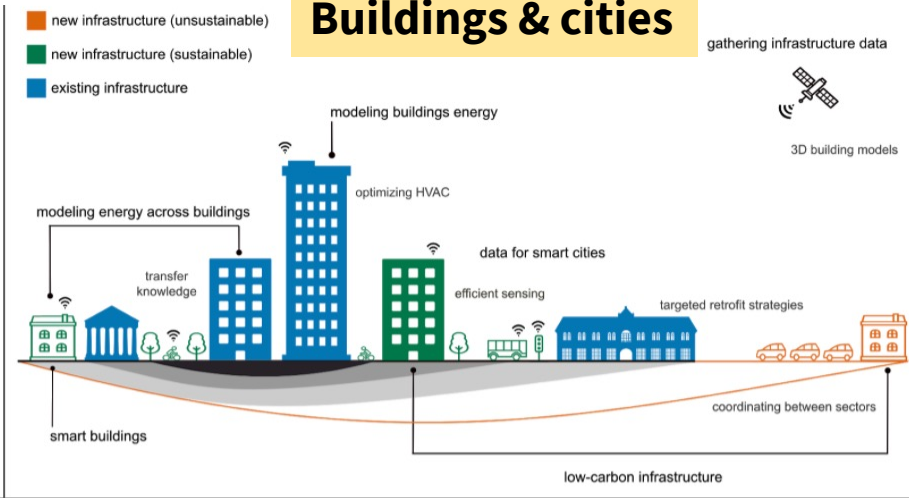 Buildings & cities
new infrastructure (unsustainable)
new infrastructure (sustainable)
existing infrastructure
gathering infrastructure data
3D building models
modeling buildings energy
optimizing HVAC
modeling energy across buildings
transfer
knowledge
data for smart cities
efficient sensing
targeted retrofit strategies
coordinating between sectors
smart buildings
low-carbon infrastructure